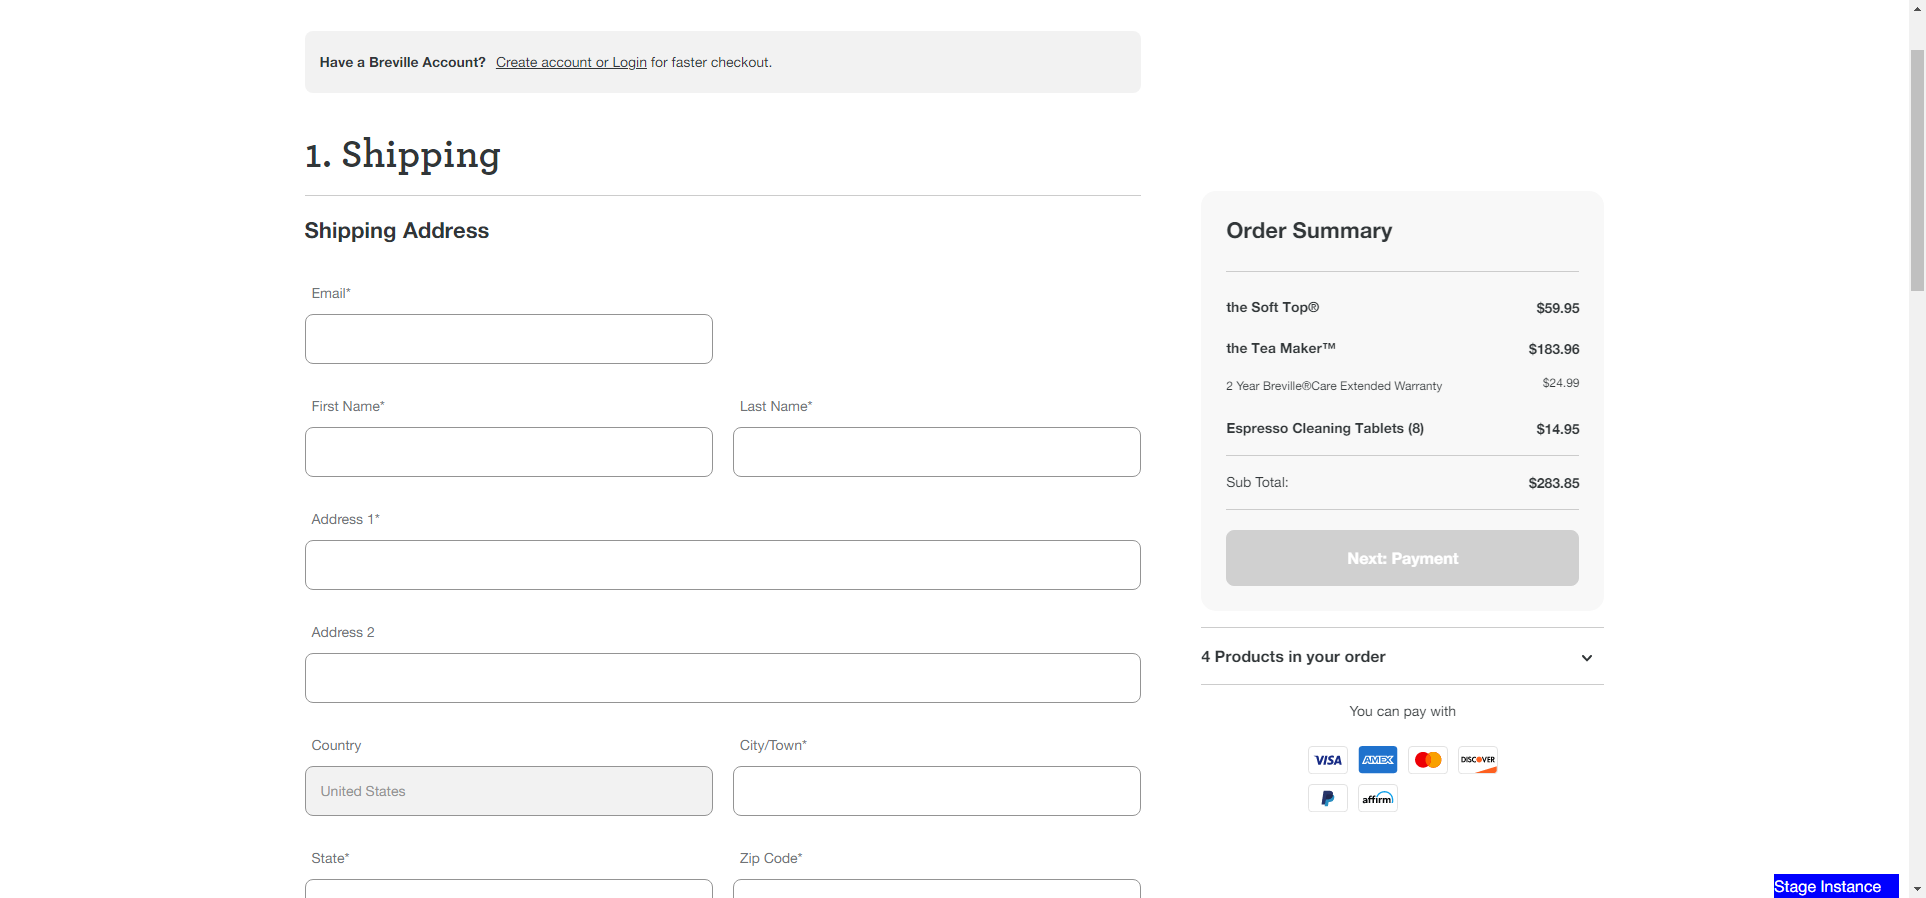 Have a Breville Account? Create account or Login for faster checkout.
1. Shipping
Shipping Address
Email*
First Name*
Last Name*
Address 1*
Address 2
Country
City/Town*
United States
State*
Zip Code*
Order Summary
the Soft Top® $59.95
the Tea Maker™ $183.96
2 Year Breville®Care Extended Warranty $24.99
Espresso Cleaning Tablets (8) $14.95
Sub Total: $283.85
Next: Payment
4 Products in your order
You can pay with
VISA AMEX DISCOVER
affirm
Stage Instance